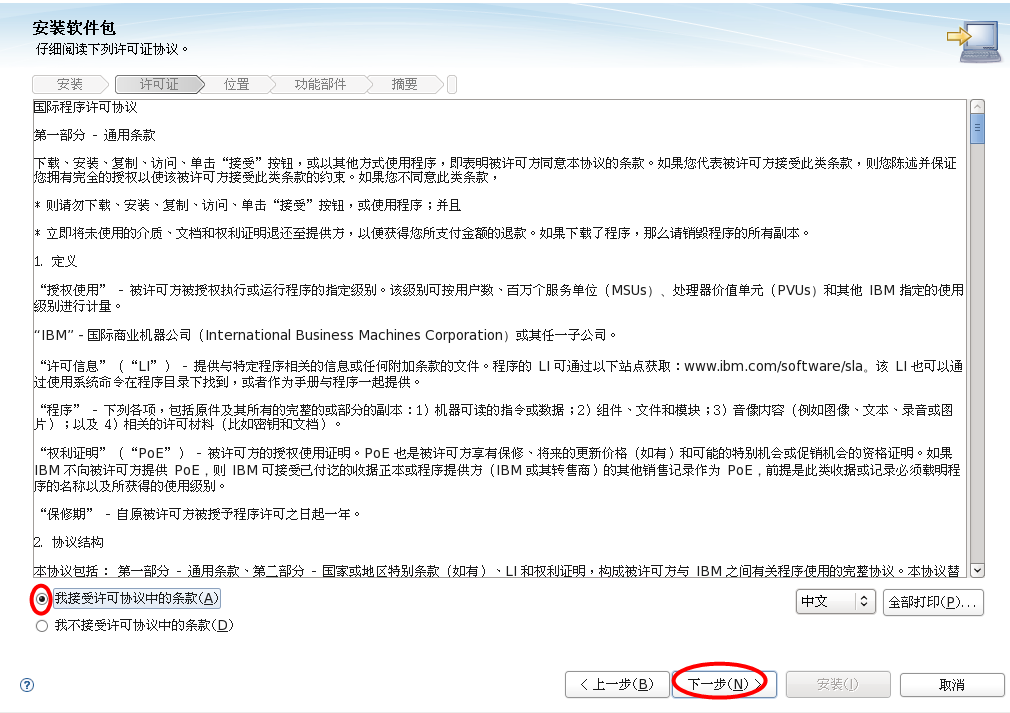 安装软件包
仔细阅读下列许可证协议。
安装 许可证 位置 功能部件 摘要
国际程序许可协议
第一部分 - 通用条款
下载、安装、复制、访问、单击“接受”按钮，或以其他方式使用程序，即表明被许可方同意本协议的条款。如果您代表被许可方接受此类条款，则您陈述并保证
您拥有完全的授权以使该被许可方接受此类条款的约束。如果您不同意此类条款，
* 则请勿下载、安装、复制、访问、单击“接受”按钮，或使用程序；并且
* 立即将未使用的介质、文档和权利证明退还至提供方，以便获得您所支付金额的退款。如果下载了程序，那么请销毁程序的所有副本。
1. 定义
“授权使用” - 被许可方被授权执行或运行程序的指定级别。该级别可按用户数、百万个服务单位（MSUs）、处理器价值单元（PVUs）和其他 IBM 指定的使用
级别进行计量。
“IBM” - 国际商业机器公司（International Business Machines Corporation）或其任一子公司。
“许可信息”（“LI”） - 提供与特定程序相关的信息或任何附加条款的文件。程序的 LI 可通过以下站点获取：www.ibm.com/software/sla。该 LI 也可以通
过使用系统命令在程序目录下找到，或者作为手册与程序一起提供。
“程序” - 下列各项，包括原件及其所有的完整的或部分的副本：1）机器可读的指令或数据；2）组件、文件和模块；3）音像内容（例如图像、文本、录音或图
片）；以及 4）相关的许可材料（比如密钥和文档）。
“权利证明”（“PoE”） - 被许可方的授权使用证明。PoE 也是被许可方享有保修、将来的更新价格（如有）和可能的特别机会或促销机会的资格证明。如果
IBM 不向被许可方提供 PoE，则 IBM 可接受已付讫的收据正本或程序提供方（IBM 或其转售商）的其他销售记录作为 PoE，前提是此类收据或记录必须载明程
序的名称以及所获得的使用级别。
“保修期” - 自原被许可方被授予程序许可之日起一年。
2. 协议结构
本协议包括： 第一部分 - 通用条款、第二部分 - 国家或地区特别条款（如有）、LI 和权利证明，构成被许可方与 IBM 之间有关程序使用的完整协议。本协议替
我接受许可协议中的条款(A)
中文 全部打印(P)...
我不接受许可协议中的条款(D)
? < 上一步(B) 下一步(N) > 安装(I) 取消